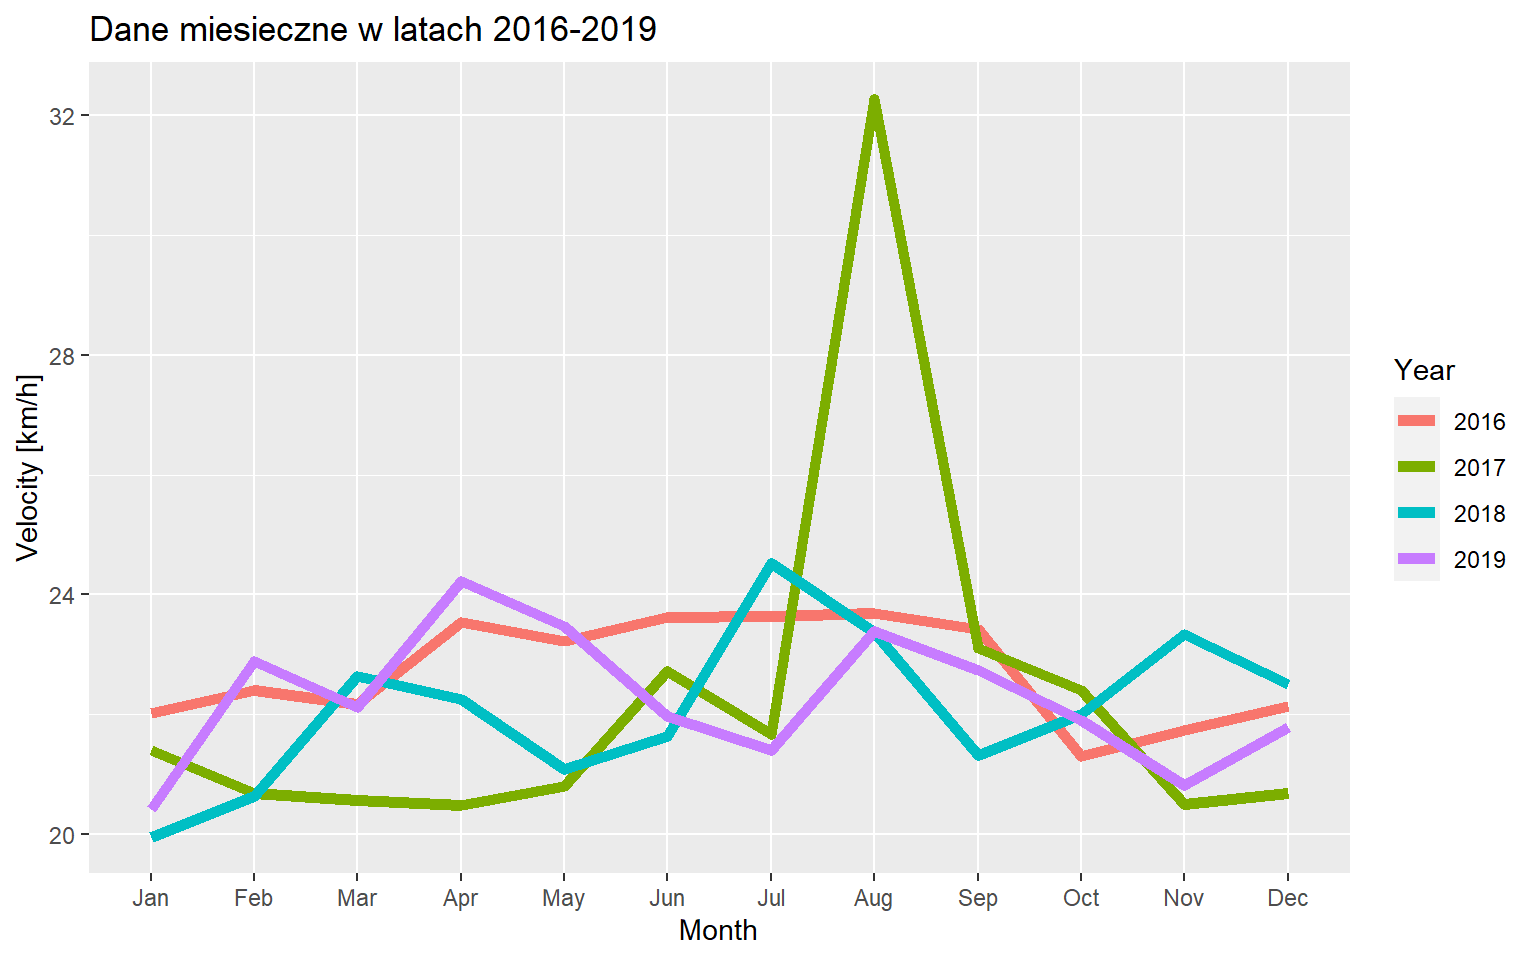 Dane miesieczne w latach 2016-2019
32
28
24
20
Velocity [km/h]
Jan Feb Mar Apr May Jun Jul Aug Sep Oct Nov Dec
Month
Year
2016
2017
2018
2019